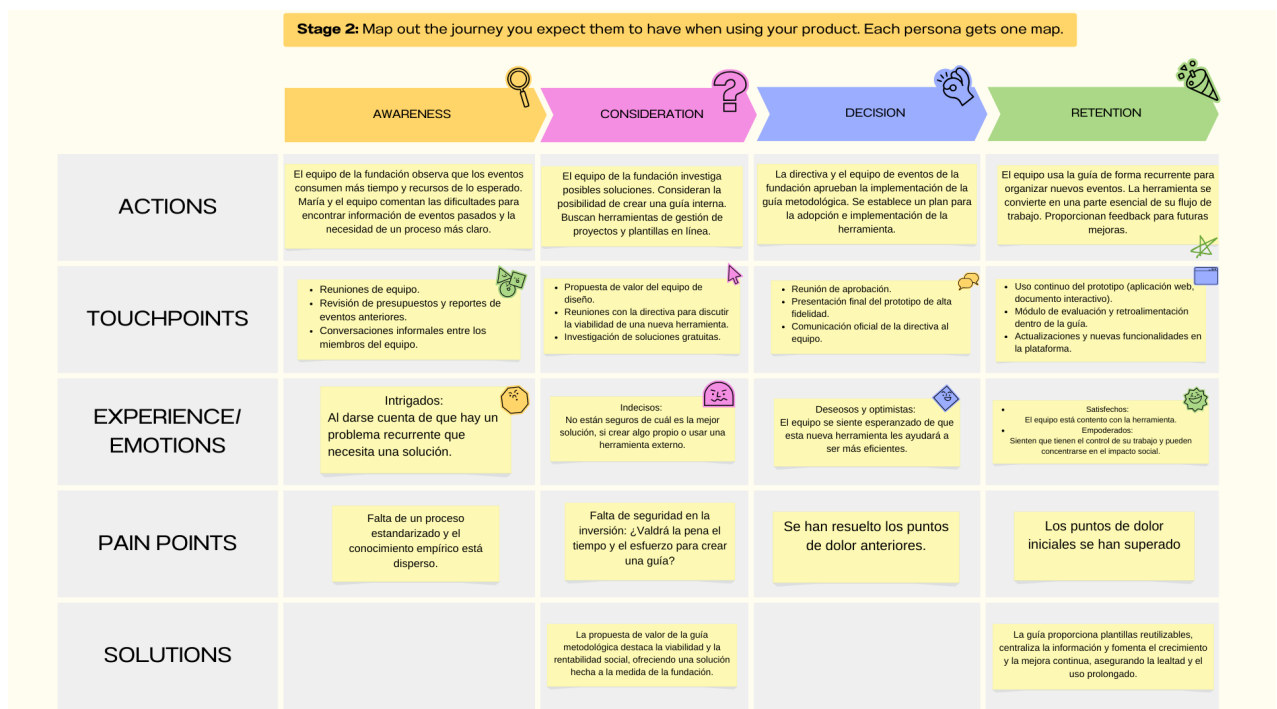 Stage 2: Map out the journey you expect them to have when using your product. Each persona gets one map.
AWARENESS
CONSIDERATION
DECISION
RETENTION
ACTIONS
El equipo de la fundación observa que los eventos
consumen más tiempo y recursos de lo esperado.
María y el equipo comentan las dificultades para
encontrar información de eventos pasados y la
necesidad de un proceso más claro.
El equipo de la fundación investiga
posibles soluciones. Consideran la
posibilidad de crear una guía interna.
Buscan herramientas de gestión de
proyectos y plantillas en línea.
La directiva y el equipo de eventos de la
fundación aprueban la implementación de la
guía metodológica. Se establece un plan para
la adopción e implementación de la
herramienta.
El equipo usa la guía de forma recurrente para
organizar nuevos eventos. La herramienta se
convierte en una parte esencial de su flujo de
trabajo. Proporcionan feedback para futuras
mejoras.
TOUCHPOINTS
• Reuniones de equipo.
• Revisión de presupuestos y reportes de
eventos anteriores.
• Conversaciones informales entre los
miembros del equipo.
• Propuesta de valor del equipo de
diseño.
• Reuniones con la directiva para discutir
la viabilidad de una nueva herramienta.
• Investigación de soluciones gratuitas.
• Reunión de aprobación.
• Presentación final del prototipo de alta
fidelidad.
• Comunicación oficial de la directiva al
equipo.
• Uso continuo del prototipo (aplicación web,
documento interactivo).
• Módulo de evaluación y retroalimentación
dentro de la guía.
• Actualizaciones y nuevas funcionalidades en
la plataforma.
EXPERIENCE/
EMOTIONS
Intrigados:
Al darse cuenta de que hay un
problema recurrente que
necesita una solución.
Indecisos:
No están seguros de cuál es la mejor
solución, si crear algo propio o usar una
herramienta externo.
Deseosos y optimistas:
El equipo se siente esperanzado de que
esta nueva herramienta les ayudará a
ser más eficientes.
• Satisfechos:
El equipo está contento con la herramienta.
• Empoderados:
Sienten que tienen el control de su trabajo y pueden
concentrarse en el impacto social.
PAIN POINTS
Falta de un proceso
estandarizado y el
conocimiento empírico está
disperso.
Falta de seguridad en la
inversión: ¿Valdrá la pena el
tiempo y el esfuerzo para crear
una guía?
Se han resuelto los puntos
de dolor anteriores.
Los puntos de dolor
iniciales se han superado
SOLUTIONS
La propuesta de valor de la guía
metodológica destaca la viabilidad y la
rentabilidad social, ofreciendo una solución
hecha a la medida de la fundación.
La guía proporciona plantillas reutilizables,
centraliza la información y fomenta el crecimiento
y la mejora continua, asegurando la lealtad y el
uso prolongado.